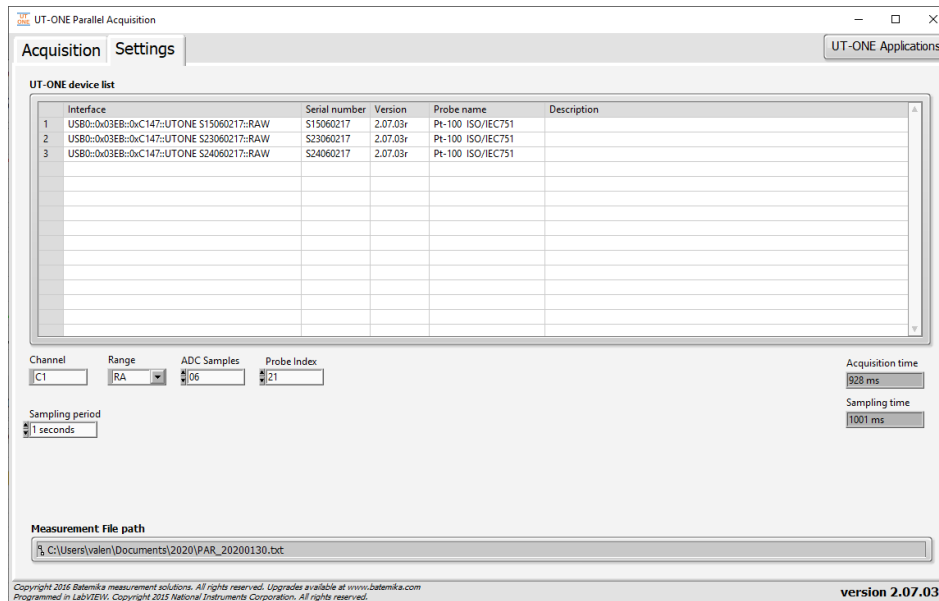 UT ONE UT-ONE Parallel Acquisition
Acquisition Settings UT-ONE Applications
UT-ONE device list
Interface Serial number Version Probe name Description
1 USB0::0x03EB::0xC147::UTONE S15060217::RAW S15060217 2.07.03r Pt-100 ISO/IEC751
2 USB0::0x03EB::0xC147::UTONE S23060217::RAW S23060217 2.07.03r Pt-100 ISO/IEC751
3 USB0::0x03EB::0xC147::UTONE S24060217::RAW S24060217 2.07.03r Pt-100 ISO/IEC751
Channel Range ADC Samples Probe Index Acquisition time
C1 RA 06 21 928 ms
Sampling period Sampling time
1 seconds 1001 ms
Measurement File path
C:\Users\valen\Documents\2020\PAR_20200130.txt
Copyright 2016 Batemika measurement solutions. All rights reserved. Upgrades available at www.batemika.com
Programmed in LabVIEW. Copyright 2015 National Instruments Corporation. All rights reserved. version 2.07.03